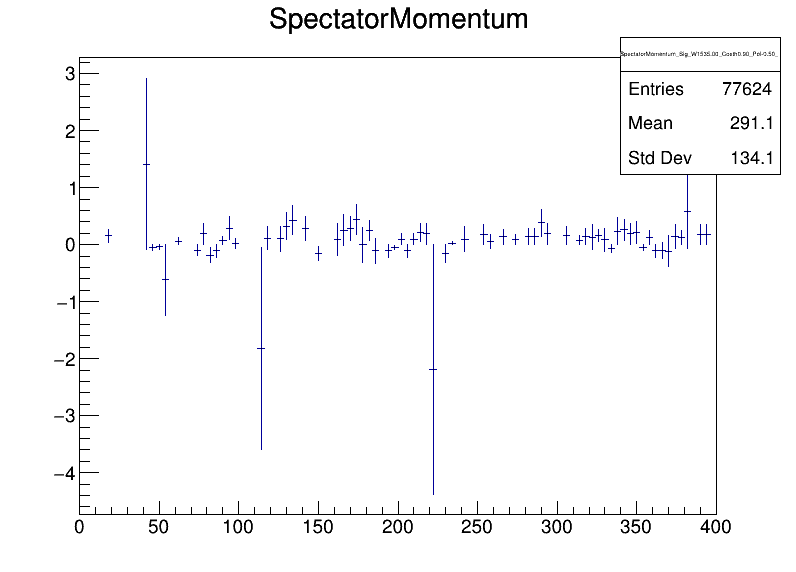 SpectatorMomentum
SpectatorMomentum_Sig_W1535.00_Costh0.90_Pol-0.50_
Entries 77624
Mean 291.1
Std Dev 134.1
3
2
1
0
−1
−2
−3
−4
0 50 100 150 200 250 300 350 400